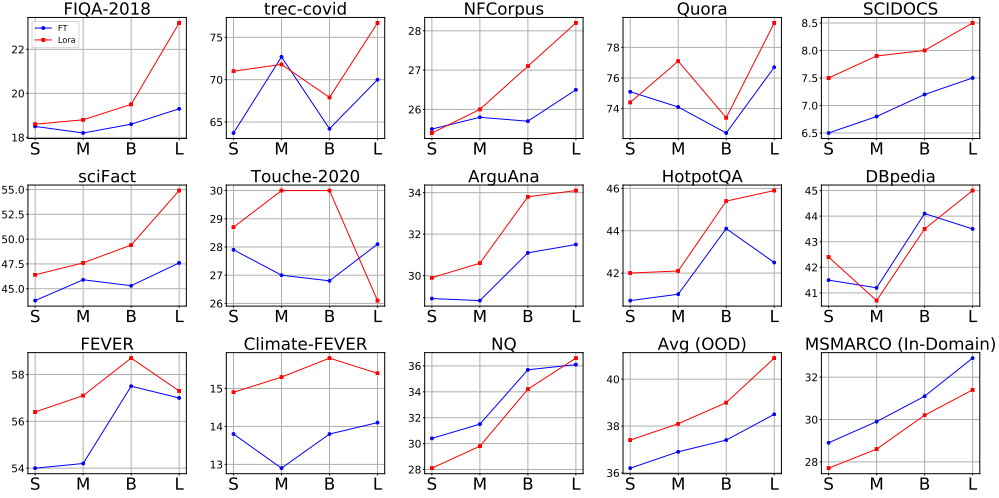 FIQA-2018
FT
Lora
22
20
18
S M B L
trec-covid
75
70
65
S M B L
NFCorpus
28
27
26
S M B L
Quora
78
76
74
S M B L
SCIDOCS
8.5
8.0
7.5
7.0
6.5
S M B L
sciFact
55.0
52.5
50.0
47.5
45.0
S M B L
Touche-2020
30
29
28
27
26
S M B L
ArguAna
34
32
30
S M B L
HotpotQA
46
44
42
S M B L
DBpedia
45
44
43
42
41
S M B L
FEVER
58
56
54
S M B L
Climate-FEVER
15
14
13
S M B L
NQ
36
34
32
30
28
S M B L
Avg (OOD)
40
38
36
S M B L
MSMARCO (In-Domain)
32
30
28
S M B L